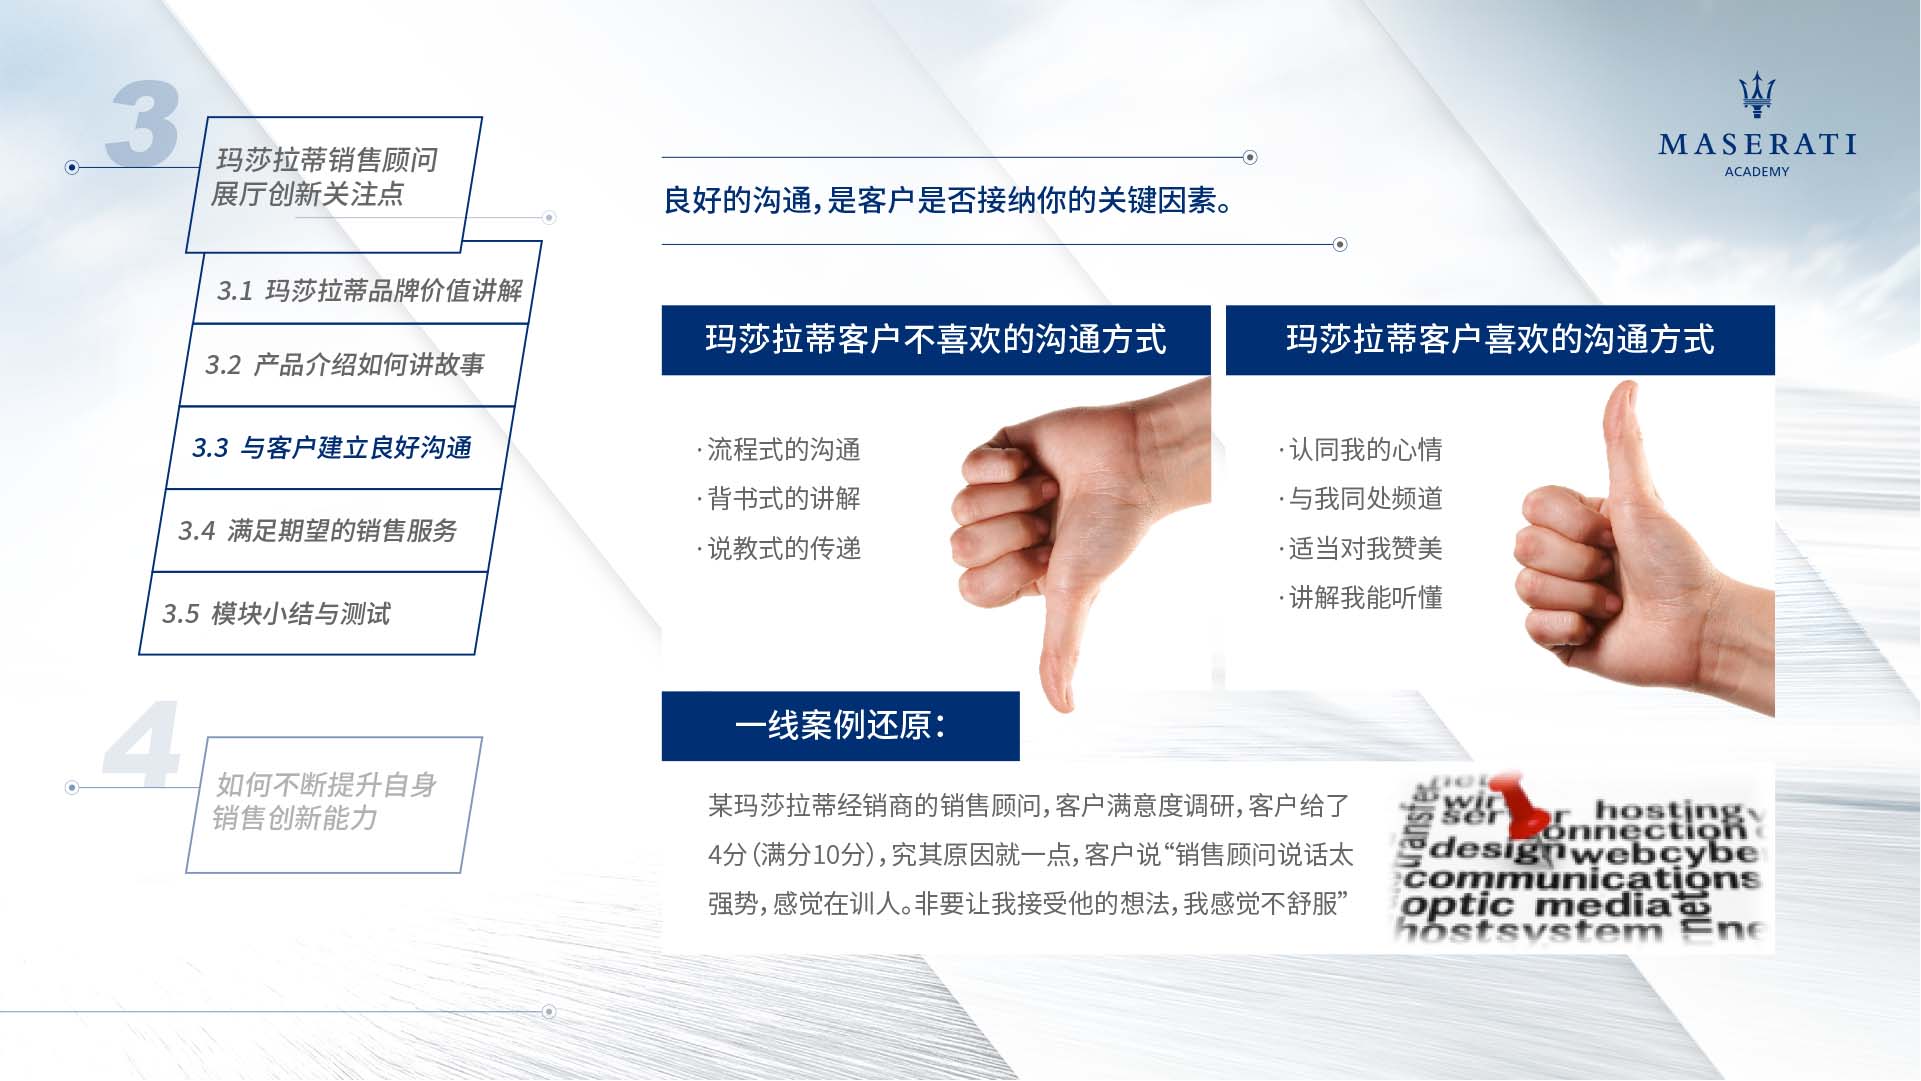 3
玛莎拉蒂销售顾问
展厅创新关注点
3.1 玛莎拉蒂品牌价值讲解
3.2 产品介绍如何讲故事
3.3 与客户建立良好沟通
3.4 满足期望的销售服务
3.5 模块小结与测试
4
如何不断提升自身
销售创新能力
MASERATI
ACADEMY
良好的沟通，是客户是否接纳你的关键因素。
玛莎拉蒂客户不喜欢的沟通方式
·流程式的沟通
·背书式的讲解
·说教式的传递
玛莎拉蒂客户喜欢的沟通方式
·认同我的心情
·与我同处频道
·适当对我赞美
·讲解我能听懂
一线案例还原：
某玛莎拉蒂经销商的销售顾问，客户满意度调研，客户给了
4分（满分10分），究其原因就一点，客户说“销售顾问说话太
强势，感觉在训人。非要让我接受他的想法，我感觉不舒服”
hosting
design webcybe
communications
optic media
hostsystem